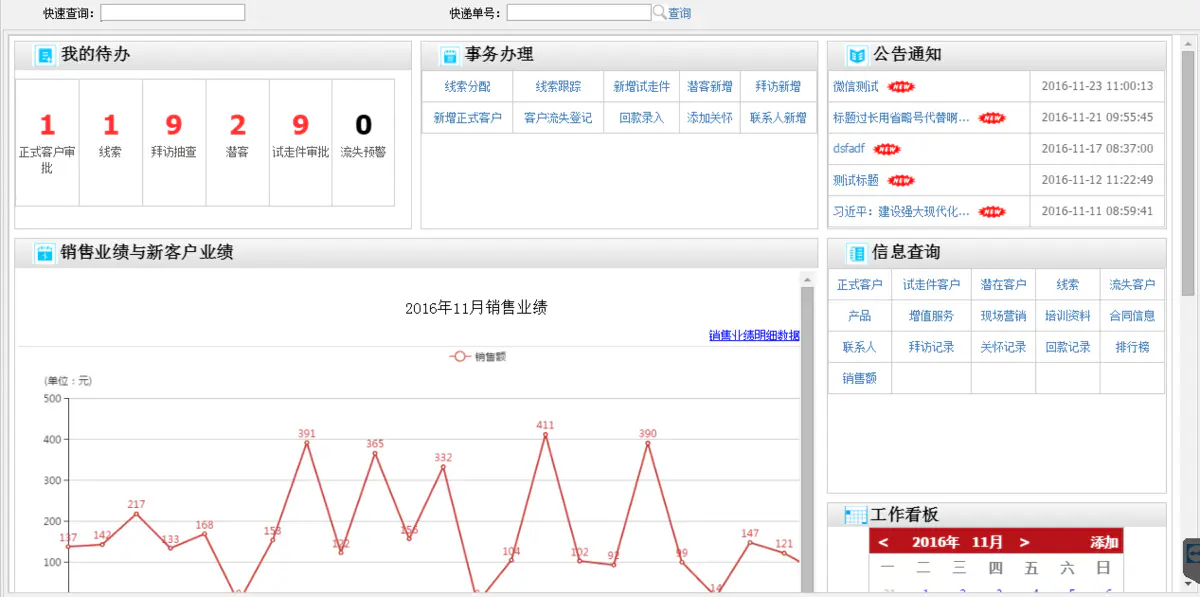 快速查询： 快递单号： 查询
我的待办
1 1 9 2 9 0
正式客户审批 线索 拜访抽查 潜客 试走件审批 流失预警
事务办理
线索分配 线索跟踪 新增试走件 潜客新增 拜访新增
新增正式客户 客户流失登记 回款录入 添加关怀 联系人新增
公告通知
微信测试 NEW 2016-11-23 11:00:13
标题过长用省略号代替啊... NEW 2016-11-21 09:55:45
dsfadf NEW 2016-11-17 08:37:00
测试标题 NEW 2016-11-12 11:22:49
习近平：建设强大现代化... NEW 2016-11-11 08:59:41
销售业绩与新客户业绩
2016年11月销售业绩
销售业绩明细数据
销售额
(单位：元)
500
400
300
200
100
137 142 217 133 168 153 391 122 365 156 332 104 411 102 92 390 99 14 147 121
信息查询
正式客户 试走件客户 潜在客户 线索 流失客户
产品 增值服务 现场营销 培训资料 合同信息
联系人 拜访记录 关怀记录 回款记录 排行榜
销售额
工作看板
< 2016年 11月 > 添加
一 二 三 四 五 六 日